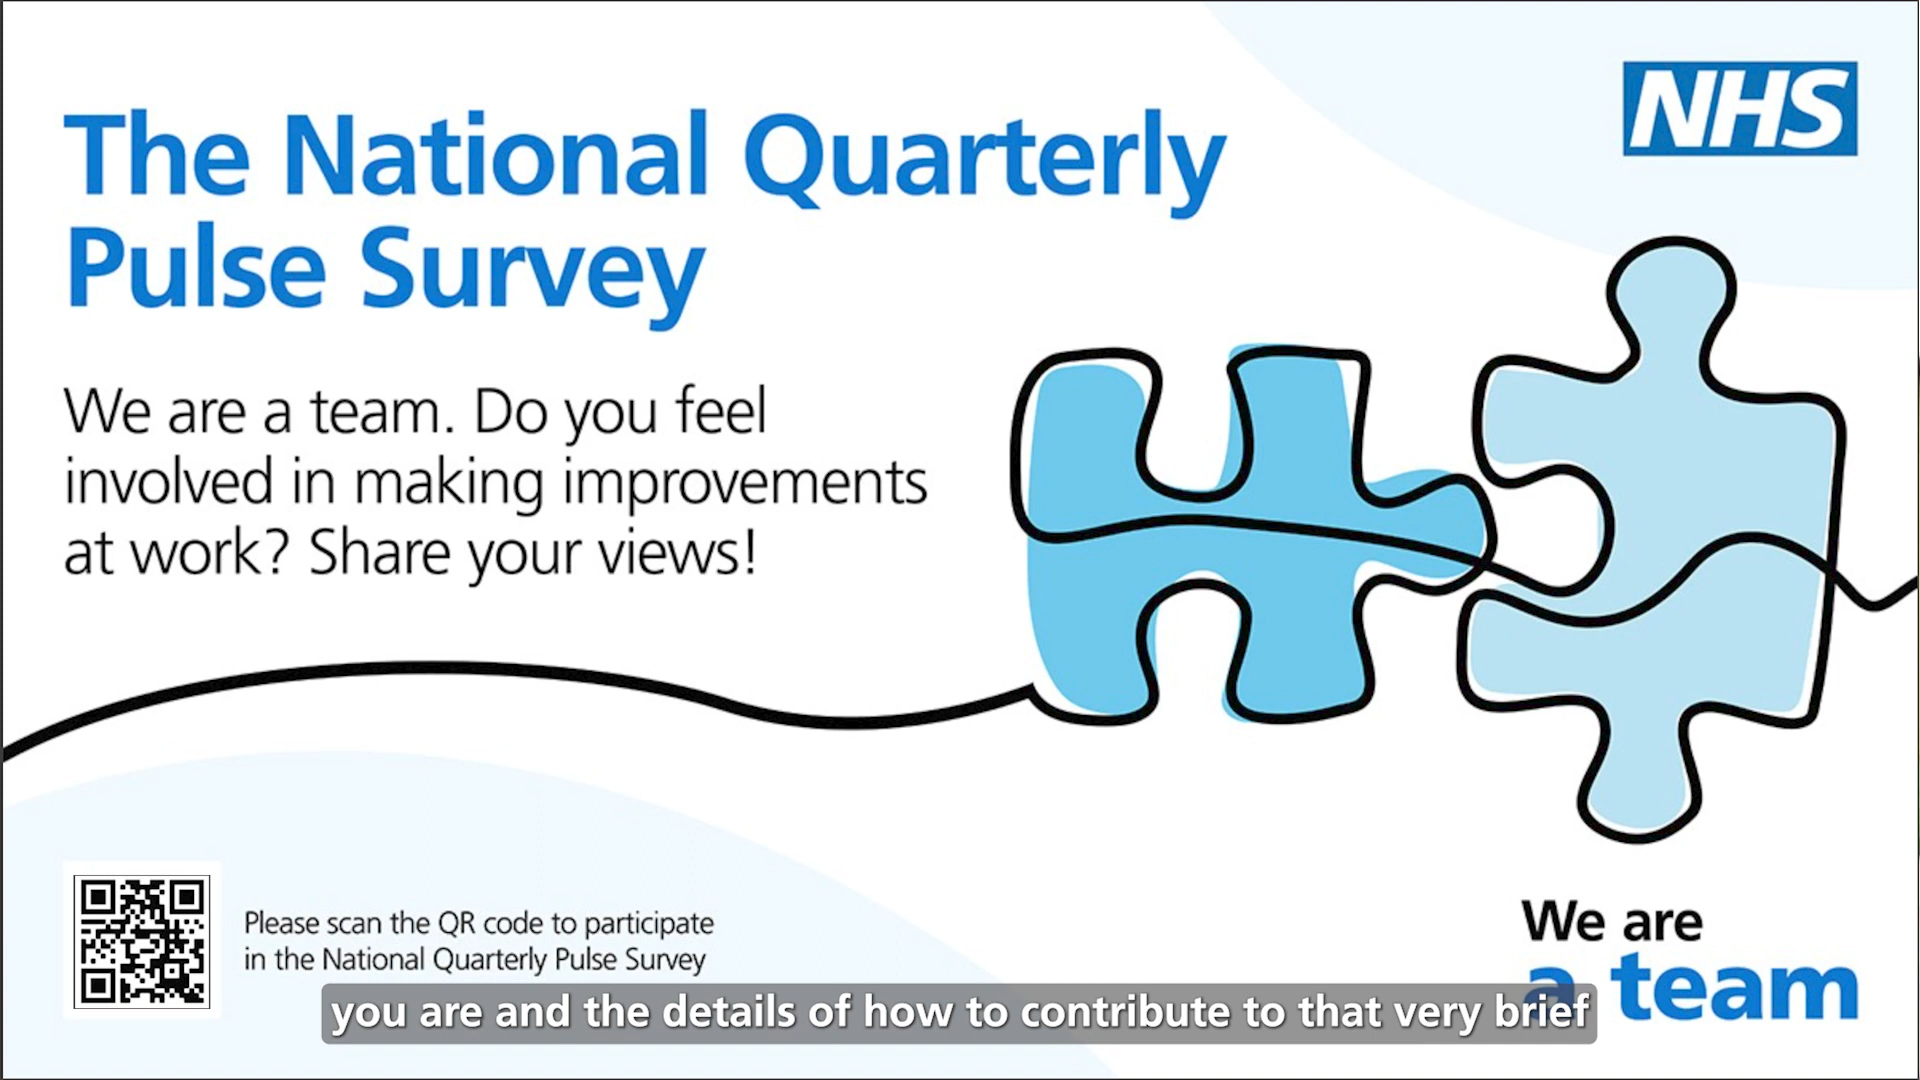 NHS
The National Quarterly
Pulse Survey
We are a team. Do you feel
involved in making improvements
at work? Share your views!
Please scan the QR code to participate
in the National Quarterly Pulse Survey
We are
a team
you are and the details of how to contribute to that very brief